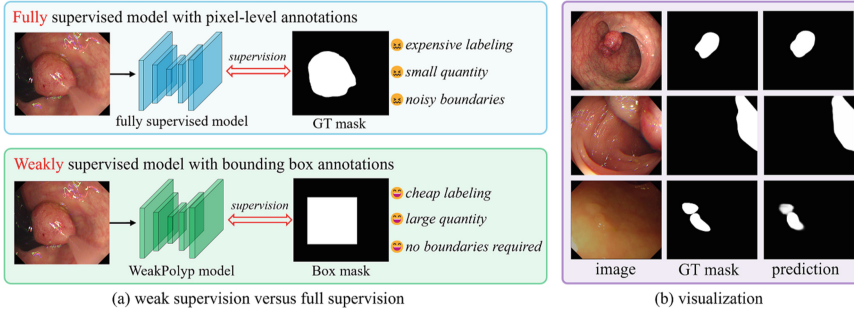 Fully supervised model with pixel-level annotations
supervision
expensive labeling
small quantity
noisy boundaries
fully supervised model
GT mask
Weakly supervised model with bounding box annotations
supervision
cheap labeling
large quantity
no boundaries required
WeakPolyp model
Box mask
(a) weak supervision versus full supervision
image
GT mask
prediction
(b) visualization